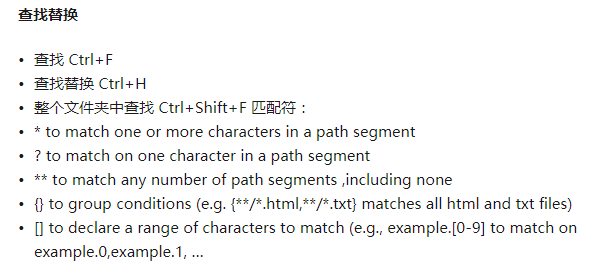 查找替换
• 查找 Ctrl+F
• 查找替换 Ctrl+H
• 整个文件夹中查找 Ctrl+Shift+F 匹配符：
• * to match one or more characters in a path segment
• ? to match on one character in a path segment
• ** to match any number of path segments ,including none
• {} to group conditions (e.g. {**/*.html,**/*.txt} matches all html and txt files)
• [] to declare a range of characters to match (e.g., example.[0-9] to match on
example.0,example.1, …